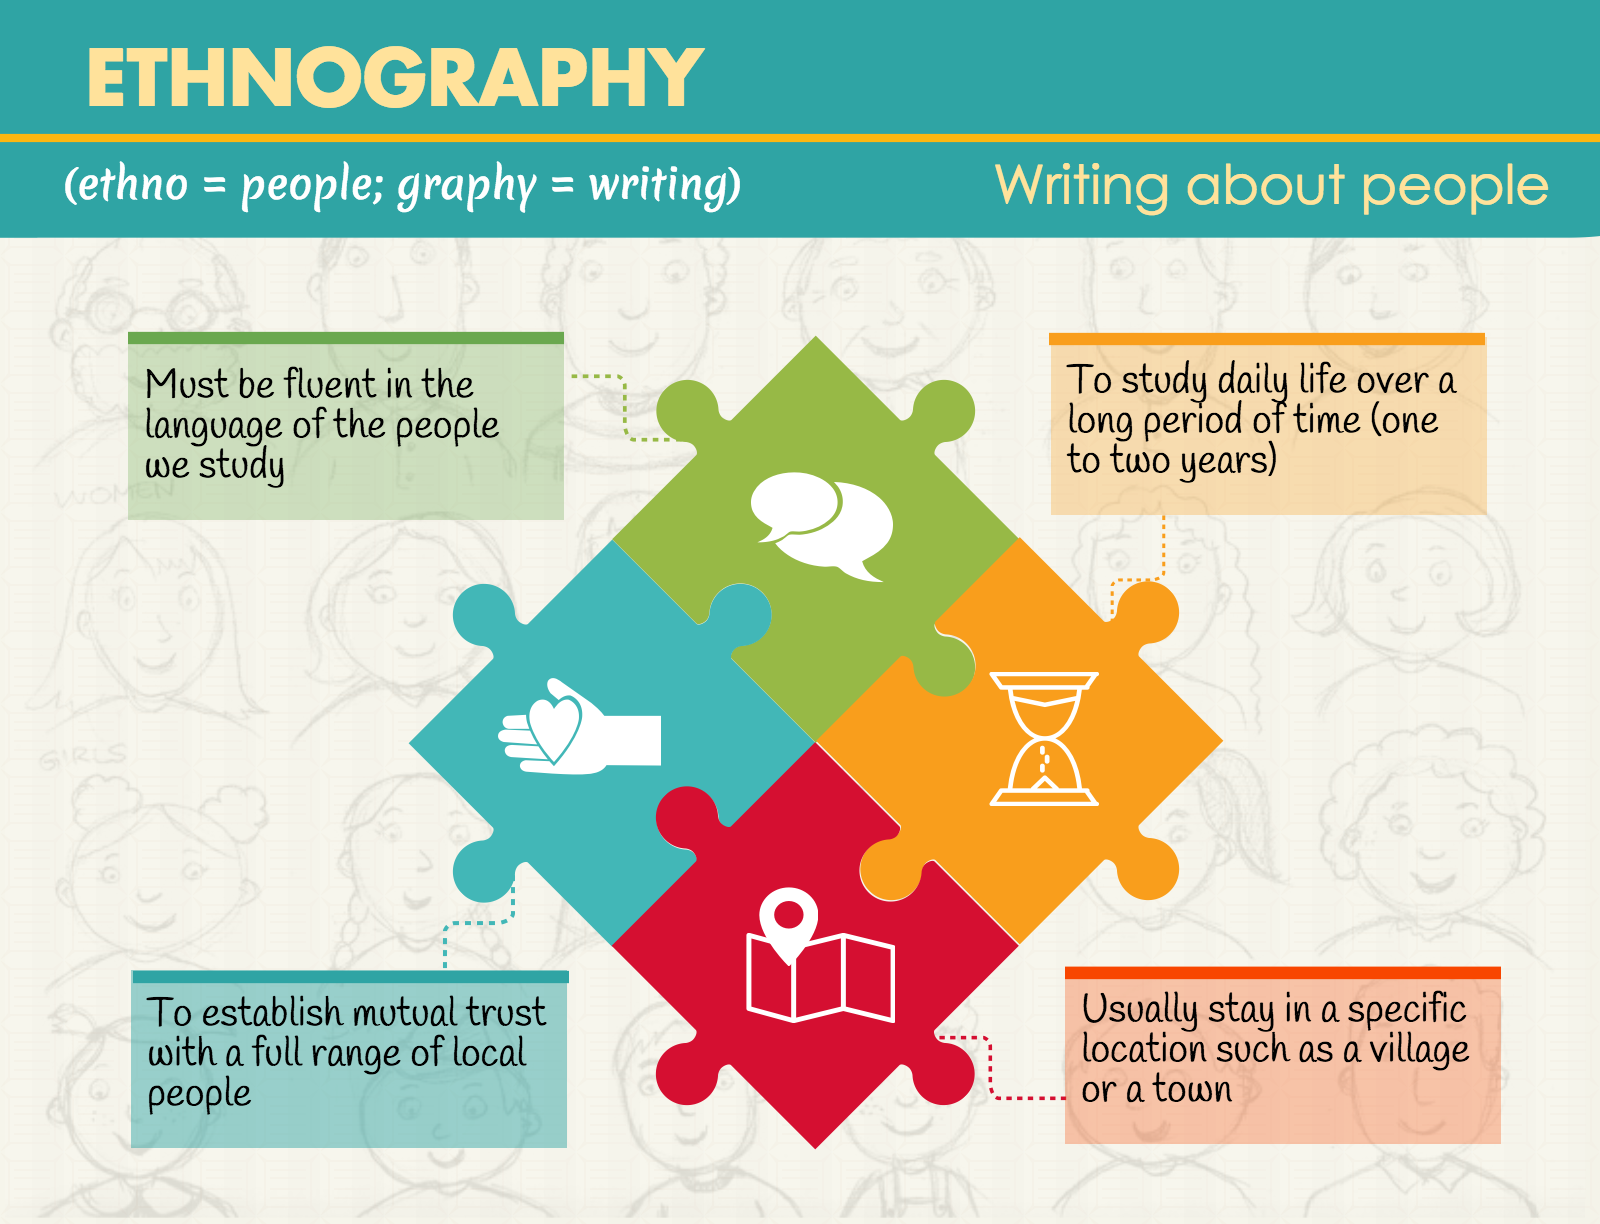 ETHNOGRAPHY
(ethno = people; graphy = writing)
Writing about people
Must be fluent in the
language of the people
we study
To study daily life over a
long period of time (one
to two years)
WOMEN
GIRLS
To establish mutual trust
with a full range of local
people
Usually stay in a specific
location such as a village
or a town